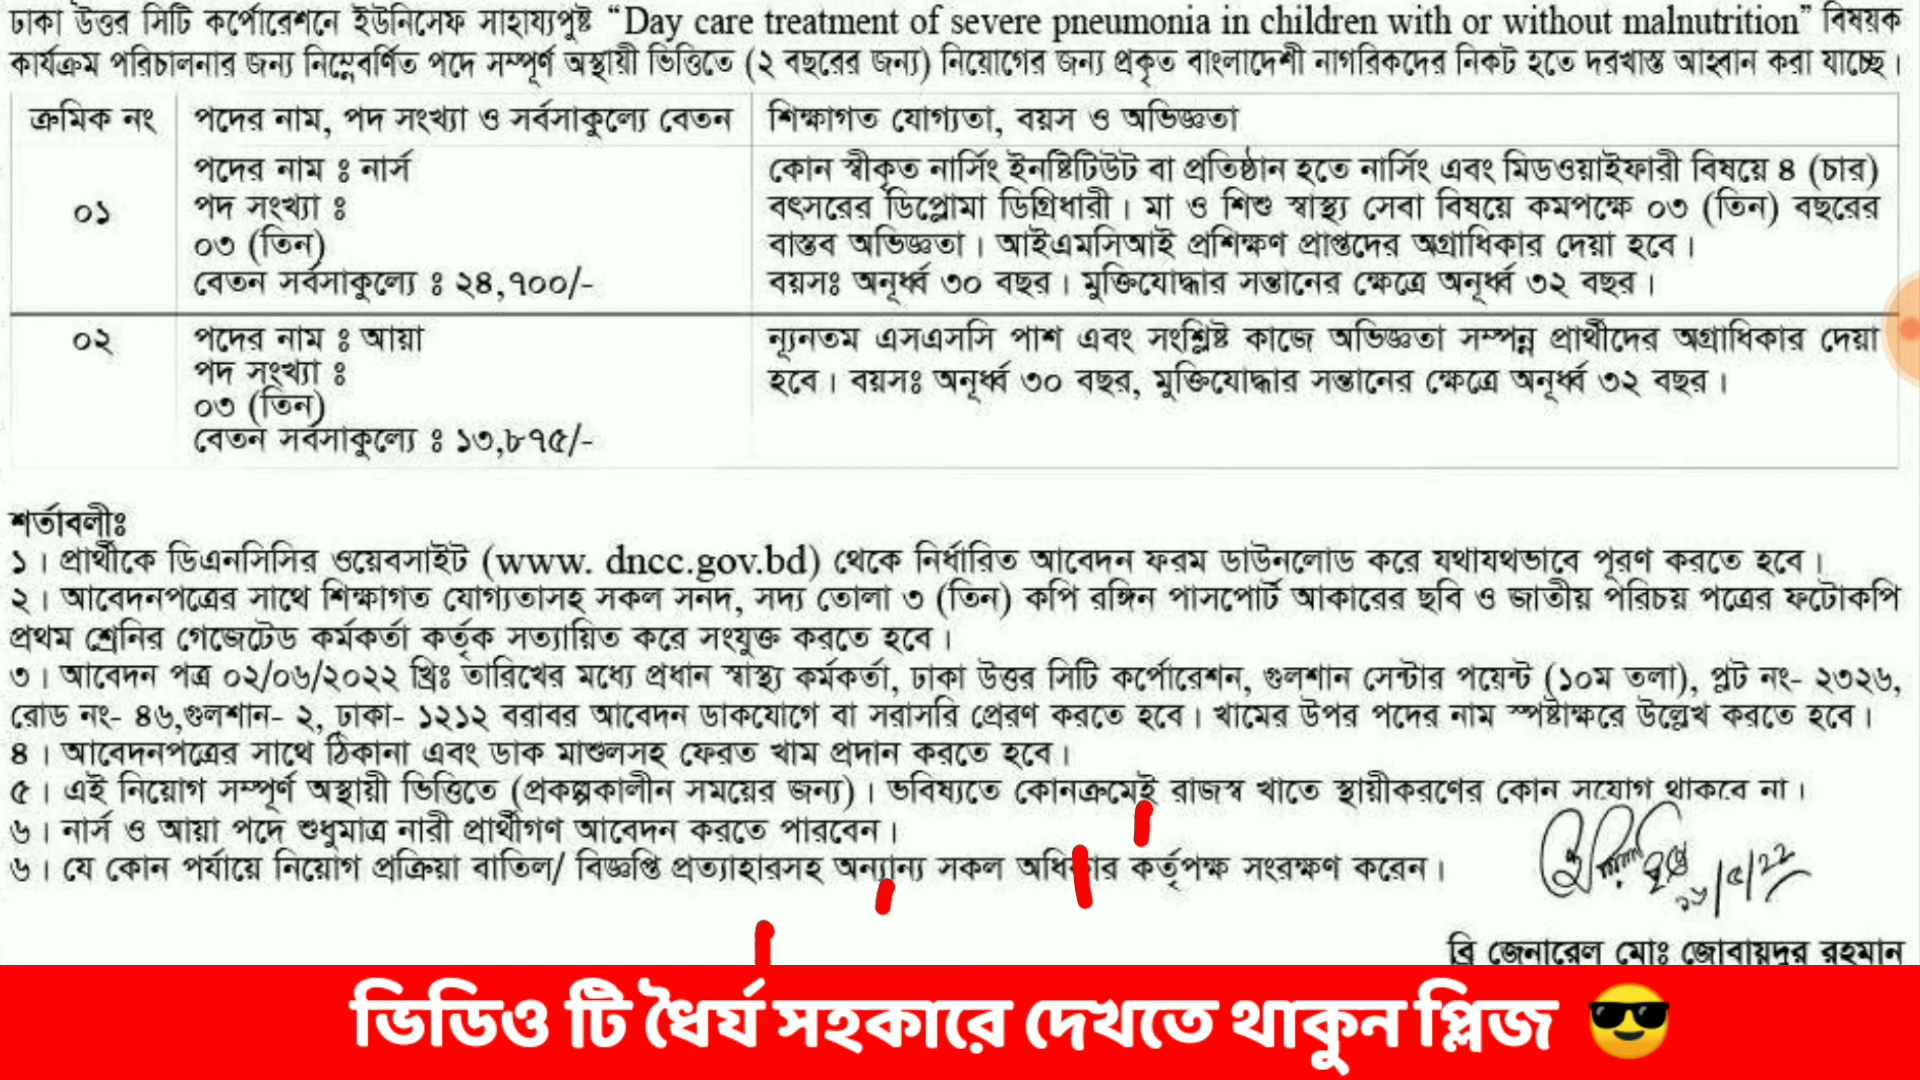 ঢাকা উত্তর সিটি কর্পোরেশনে ইউনিসেফ সাহায্যপুষ্ট “Day care treatment of severe pneumonia in children with or without malnutrition” বিষয়ক
কার্যক্রম পরিচালনার জন্য নিম্নেবর্ণিত পদে সম্পূর্ণ অস্থায়ী ভিত্তিতে (২ বছরের জন্য) নিয়োগের জন্য প্রকৃত বাংলাদেশী নাগরিকদের নিকট হতে দরখাস্ত আহবান করা যাচ্ছে।
ক্রমিক নং পদের নাম, পদ সংখ্যা ও সর্বসাকুল্যে বেতন শিক্ষাগত যোগ্যতা, বয়স ও অভিজ্ঞতা
০১
পদের নাম ঃ নার্স
পদ সংখ্যা ঃ
০৩ (তিন)
বেতন সর্বসাকুল্যে ঃ ২৪,৭০০/-
কোন স্বীকৃত নার্সিং ইনষ্টিটিউট বা প্রতিষ্ঠান হতে নার্সিং এবং মিডওয়াইফারী বিষয়ে ৪ (চার)
বৎসরের ডিপ্লোমা ডিগ্রিধারী। মা ও শিশু স্বাস্থ্য সেবা বিষয়ে কমপক্ষে ০৩ (তিন) বছরের
বাস্তব অভিজ্ঞতা। আইএমসিআই প্রশিক্ষণ প্রাপ্তদের অগ্রাধিকার দেয়া হবে।
বয়সঃ অনূর্ধ্ব ৩০ বছর। মুক্তিযোদ্ধার সন্তানের ক্ষেত্রে অনূর্ধ্ব ৩২ বছর।
০২
পদের নাম ঃ আয়া
পদ সংখ্যা ঃ
০৩ (তিন)
বেতন সর্বসাকুল্যে ঃ ১৩,৮৭৫/-
ন্যূনতম এসএসসি পাশ এবং সংশ্লিষ্ট কাজে অভিজ্ঞতা সম্পন্ন প্রার্থীদের অগ্রাধিকার দেয়া
হবে। বয়সঃ অনূর্ধ্ব ৩০ বছর, মুক্তিযোদ্ধার সন্তানের ক্ষেত্রে অনূর্ধ্ব ৩২ বছর।
শর্তাবলীঃ
১। প্রার্থীকে ডিএনসিসির ওয়েবসাইট (www. dncc.gov.bd) থেকে নির্ধারিত আবেদন ফরম ডাউনলোড করে যথাযথভাবে পূরণ করতে হবে।
২। আবেদনপত্রের সাথে শিক্ষাগত যোগ্যতাসহ সকল সনদ, সদ্য তোলা ৩ (তিন) কপি রঙ্গিন পাসপোর্ট আকারের ছবি ও জাতীয় পরিচয় পত্রের ফটোকপি
প্রথম শ্রেনির গেজেটেড কর্মকর্তা কর্তৃক সত্যায়িত করে সংযুক্ত করতে হবে।
৩। আবেদন পত্র ০২/০৬/২০২২ খ্রিঃ তারিখের মধ্যে প্রধান স্বাস্থ্য কর্মকর্তা, ঢাকা উত্তর সিটি কর্পোরেশন, গুলশান সেন্টার পয়েন্ট (১০ম তলা), প্লট নং- ২৩২৬,
রোড নং- ৪৬,গুলশান- ২, ঢাকা- ১২১২ বরাবর আবেদন ডাকযোগে বা সরাসরি প্রেরণ করতে হবে। খামের উপর পদের নাম স্পষ্টাক্ষরে উল্লেখ করতে হবে।
৪। আবেদনপত্রের সাথে ঠিকানা এবং ডাক মাশুলসহ ফেরত খাম প্রদান করতে হবে।
৫। এই নিয়োগ সম্পূর্ণ অস্থায়ী ভিত্তিতে (প্রকল্পকালীন সময়ের জন্য)। ভবিষ্যতে কোনক্রমেই রাজস্ব খাতে স্থায়ীকরণের কোন সুযোগ থাকবে না।
৬। নার্স ও আয়া পদে শুধুমাত্র নারী প্রার্থীগণ আবেদন করতে পারবেন।
৬। যে কোন পর্যায়ে নিয়োগ প্রক্রিয়া বাতিল/ বিজ্ঞপ্তি প্রত্যাহারসহ অন্যান্য সকল অধিকার কর্তৃপক্ষ সংরক্ষণ করেন।
১৬/৫/২২
ব্রি জেনারেল মোঃ জোবায়দুর রহমান
ভিডিও টি ধৈর্য সহকারে দেখতে থাকুন প্লিজ 😎